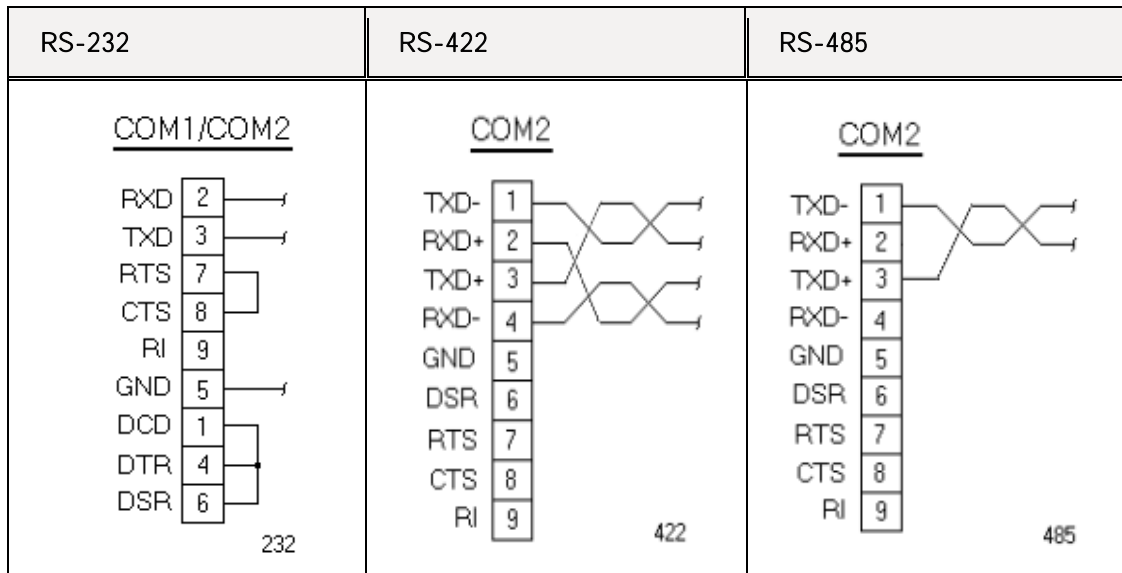 RS-232
RS-422
RS-485
COM1/COM2
RXD 2
TXD 3
RTS 7
CTS 8
RI 9
GND 5
DCD 1
DTR 4
DSR 6
232
COM2
TXD- 1
RXD+ 2
TXD+ 3
RXD- 4
GND 5
DSR 6
RTS 7
CTS 8
RI 9
422
COM2
TXD- 1
RXD+ 2
TXD+ 3
RXD- 4
GND 5
DSR 6
RTS 7
CTS 8
RI 9
485